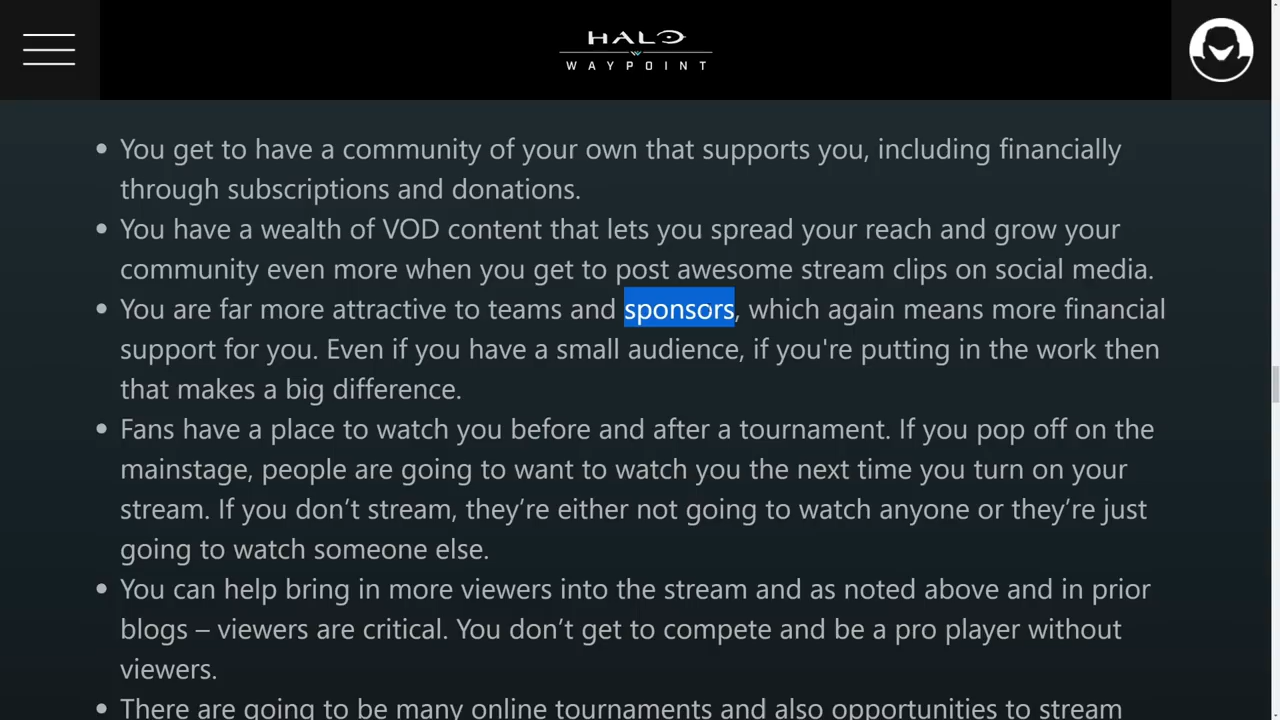 HALO
WAYPOINT
• You get to have a community of your own that supports you, including financially
through subscriptions and donations.
• You have a wealth of VOD content that lets you spread your reach and grow your
community even more when you get to post awesome stream clips on social media.
• You are far more attractive to teams and sponsors, which again means more financial
support for you. Even if you have a small audience, if you're putting in the work then
that makes a big difference.
• Fans have a place to watch you before and after a tournament. If you pop off on the
mainstage, people are going to want to watch you the next time you turn on your
stream. If you don’t stream, they’re either not going to watch anyone or they’re just
going to watch someone else.
• You can help bring in more viewers into the stream and as noted above and in prior
blogs – viewers are critical. You don’t get to compete and be a pro player without
viewers.
• There are going to be many online tournaments and also opportunities to stream